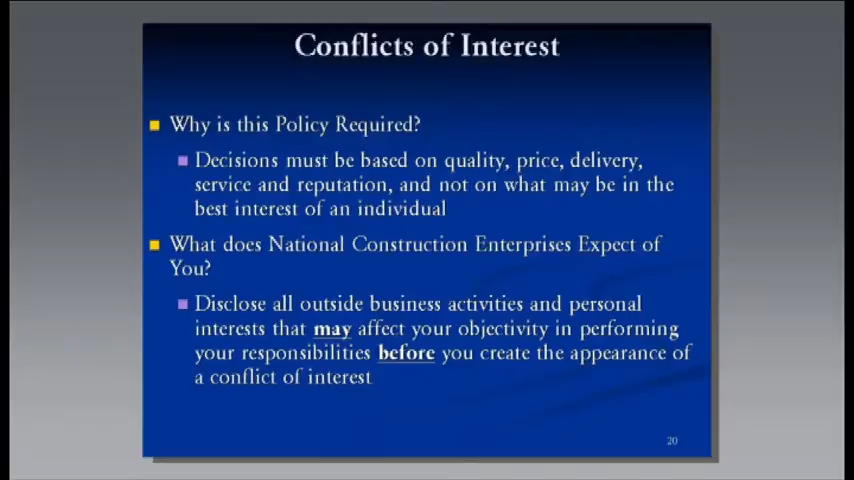 Conflicts of Interest
Why is this Policy Required?
Decisions must be based on quality, price, delivery,
service and reputation, and not on what may be in the
best interest of an individual
What does National Construction Enterprises Expect of
You?
Disclose all outside business activities and personal
interests that may affect your objectivity in performing
your responsibilities before you create the appearance of
a conflict of interest
20